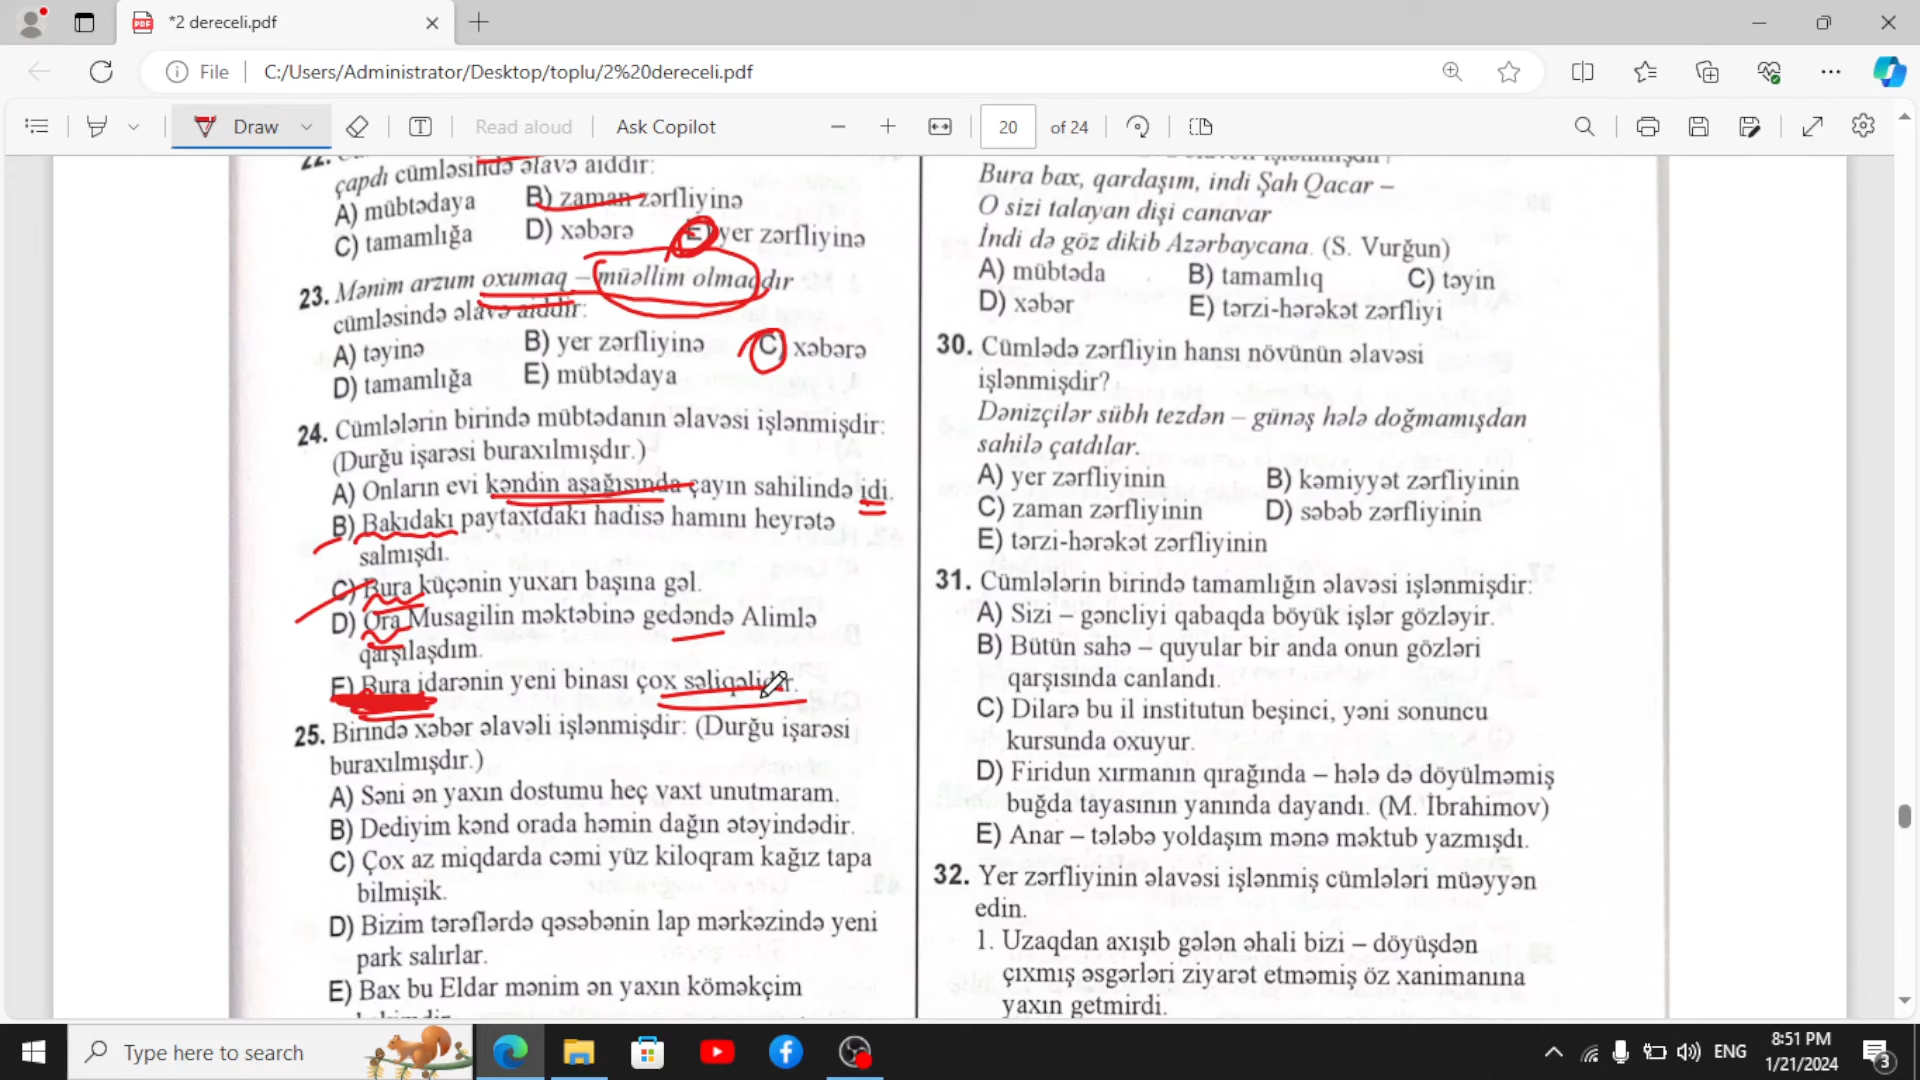 *2 dereceli.pdf
File
C:/Users/Administrator/Desktop/toplu/2%20dereceli.pdf
Draw
Read aloud
Ask Copilot
20
of 24
22.
çapdı cümləsində əlavə aiddir:
A) mübtədaya B) zaman zərfliyinə
C) tamamlığa D) xəbərə E) yer zərfliyinə
23. Mənim arzum oxumaq – müəllim olmaqdır
cümləsində əlavə aiddir:
A) təyinə B) yer zərfliyinə C) xəbərə
D) tamamlığa E) mübtədaya
24. Cümlələrin birində mübtədanın əlavəsi işlənmişdir:
(Durğu işarəsi buraxılmışdır.)
A) Onların evi kəndin aşağısında çayın sahilində idi.
B) Bakıdakı paytaxtdakı hadisə hamını heyrətə
salmışdı.
C) Bura küçənin yuxarı başına gəl.
D) Ora Musagilin məktəbinə gedəndə Alimlə
qarşılaşdım.
E) Bura idarənin yeni binası çox səliqəlidir.
25. Birində xəbər əlavəli işlənmişdir: (Durğu işarəsi
buraxılmışdır.)
A) Səni ən yaxın dostumu heç vaxt unutmaram.
B) Dediyim kənd orada həmin dağın ətəyindədir.
C) Çox az miqdarda cəmi yüz kiloqram kağız tapa
bilmişik.
D) Bizim tərəflərdə qəsəbənin lap mərkəzində yeni
park salırlar.
E) Bax bu Eldar mənim ən yaxın köməkçim
Bura bax, qardaşım, indi Şah Qacar –
O sizi talayan dişi canavar
İndi də göz dikib Azərbaycana. (S. Vurğun)
A) mübtəda B) tamamlıq C) təyin
D) xəbər E) tərzi-hərəkət zərfliyi
30. Cümlədə zərfliyin hansı növünün əlavəsi
işlənmişdir?
Dənizçilər sübh tezdən – günəş hələ doğmamışdan
sahilə çatdılar.
A) yer zərfliyinin B) kəmiyyət zərfliyinin
C) zaman zərfliyinin D) səbəb zərfliyinin
E) tərzi-hərəkət zərfliyinin
31. Cümlələrin birində tamamlığın əlavəsi işlənmişdir:
A) Sizi – gəncliyi qabaqda böyük işlər gözləyir.
B) Bütün sahə – quyular bir anda onun gözləri
qarşısında canlandı.
C) Dilarə bu il institutun beşinci, yəni sonuncu
kursunda oxuyur.
D) Firidun xırmanın qırağında – hələ də döyülməmiş
buğda tayasının yanında dayandı. (M. İbrahimov)
E) Anar – tələbə yoldaşım mənə məktub yazmışdı.
32. Yer zərfliyinin əlavəsi işlənmiş cümlələri müəyyən
edin.
1. Uzaqdan axışıb gələn əhali bizi – döyüşdən
çıxmış əsgərləri ziyarət etməmiş öz xanimanına
yaxın getmirdi.
Type here to search
ENG
8:51 PM
1/21/2024
3